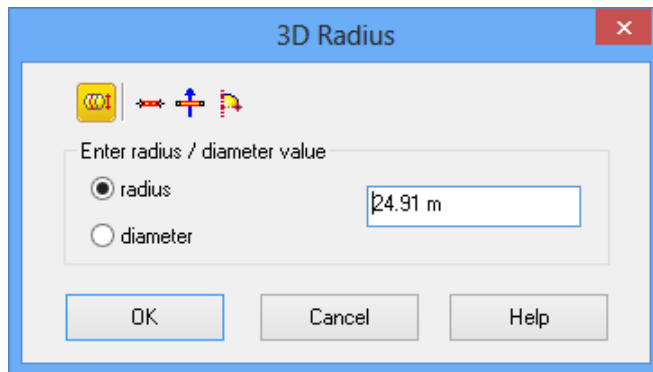 3D Radius
Enter radius / diameter value
radius
24.91 m
diameter
OK
Cancel
Help